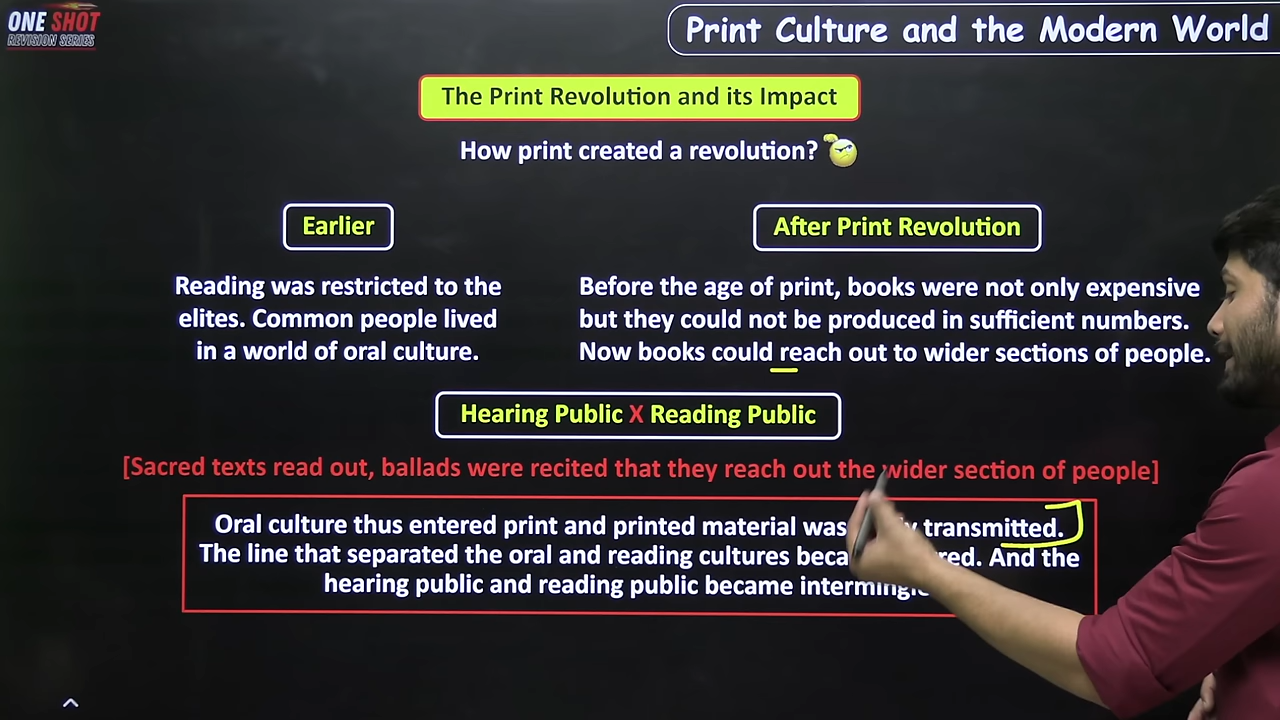 ONE SHOT
REVISION SERIES
Print Culture and the Modern World
The Print Revolution and its Impact
How print created a revolution?
Earlier
After Print Revolution
Reading was restricted to the
elites. Common people lived
in a world of oral culture.
Before the age of print, books were not only expensive
but they could not be produced in sufficient numbers.
Now books could reach out to wider sections of people.
Hearing Public X Reading Public
[Sacred texts read out, ballads were recited that they reach out the wider section of people]
Oral culture thus entered print and printed material was transmitted.
The line that separated the oral and reading cultures And the
hearing public and reading public became